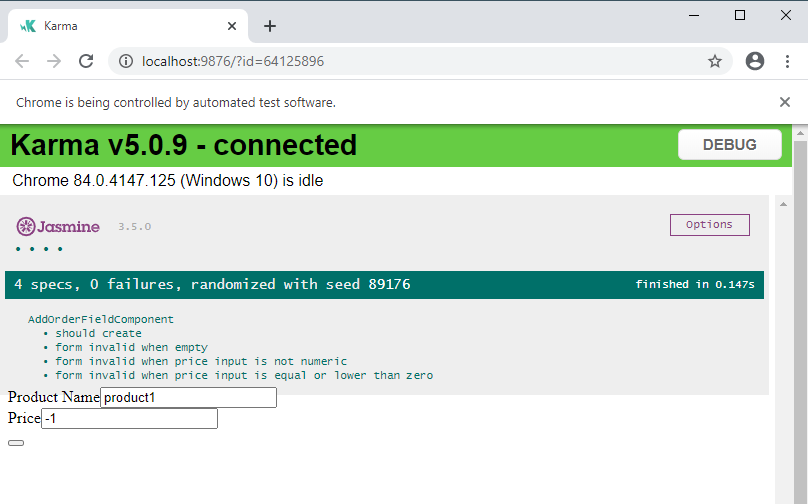 Karma
localhost:9876/?id=64125896
Chrome is being controlled by automated test software.
Karma v5.0.9 - connected
DEBUG
Chrome 84.0.4147.125 (Windows 10) is idle
Jasmine 3.5.0
Options
• • • •
4 specs, 0 failures, randomized with seed 89176
finished in 0.147s
AddOrderFieldComponent
• should create
• form invalid when empty
• form invalid when price input is not numeric
• form invalid when price input is equal or lower than zero
Product Name product1
Price -1